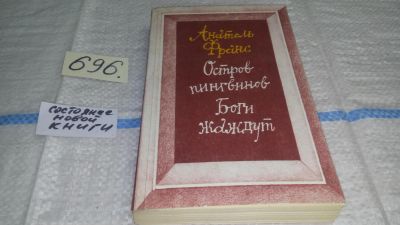 696.
СОСТОЯНИЕ
НОВОЙ
КНИГИ
Анатоль
Франс
Остров
пингвинов
Боги
жаждут